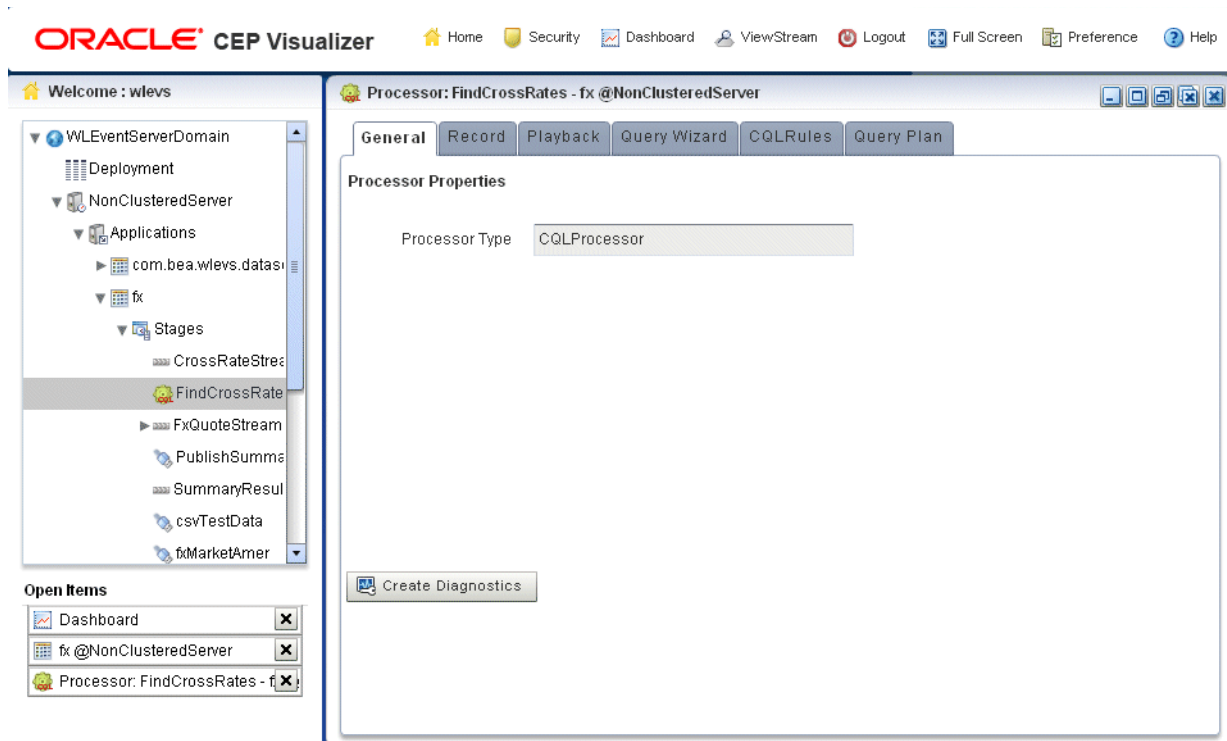 ORACLE CEP Visualizer Home Security Dashboard ViewStream Logout Full Screen Preference Help
Welcome : wlevs
WLEventServerDomain
Deployment
NonClusteredServer
Applications
com.bea.wlevs.datas
fx
Stages
CrossRateStrea
FindCrossRate
FxQuoteStream
PublishSumma
SummaryResul
csvTestData
fxMarketAmer
Open Items
Dashboard
fx @NonClusteredServer
Processor: FindCrossRates - f
Processor: FindCrossRates - fx @NonClusteredServer
General Record Playback Query Wizard CQLRules Query Plan
Processor Properties
Processor Type CQLProcessor
Create Diagnostics